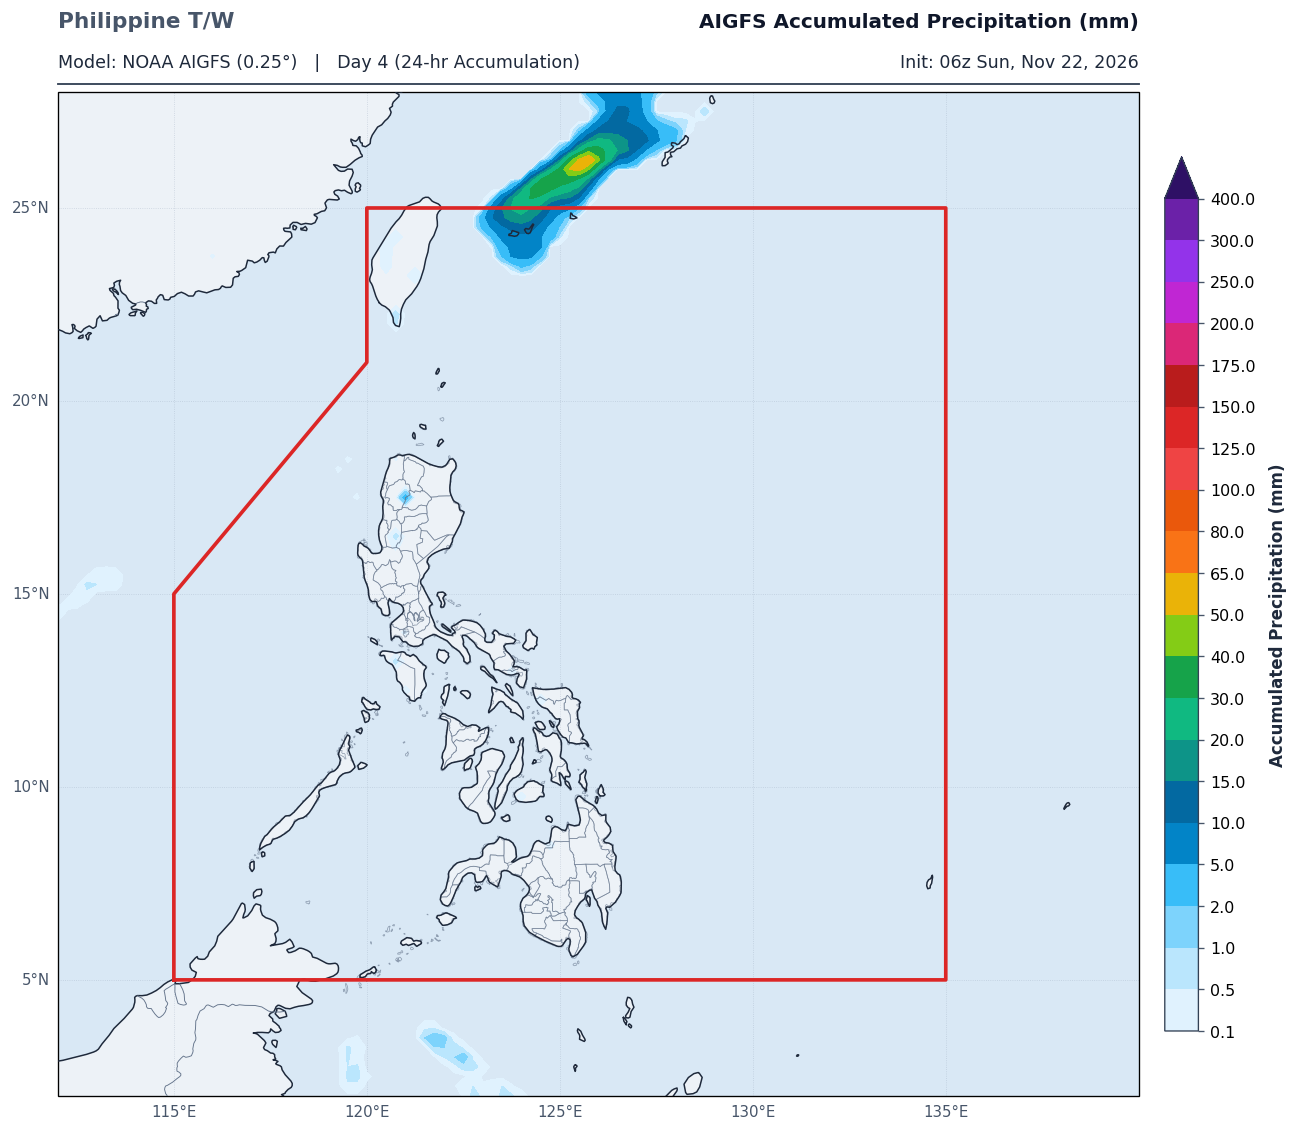 Philippine T/W
AIGFS Accumulated Precipitation (mm)
Model: NOAA AIGFS (0.25°)   |   Day 4 (24-hr Accumulation)
Init: 06z Sun, Nov 22, 2026
25°N
20°N
15°N
10°N
5°N
115°E
120°E
125°E
130°E
135°E
400.0
300.0
250.0
200.0
175.0
150.0
125.0
100.0
80.0
65.0
50.0
40.0
30.0
20.0
15.0
10.0
5.0
2.0
1.0
0.5
0.1
Accumulated Precipitation (mm)